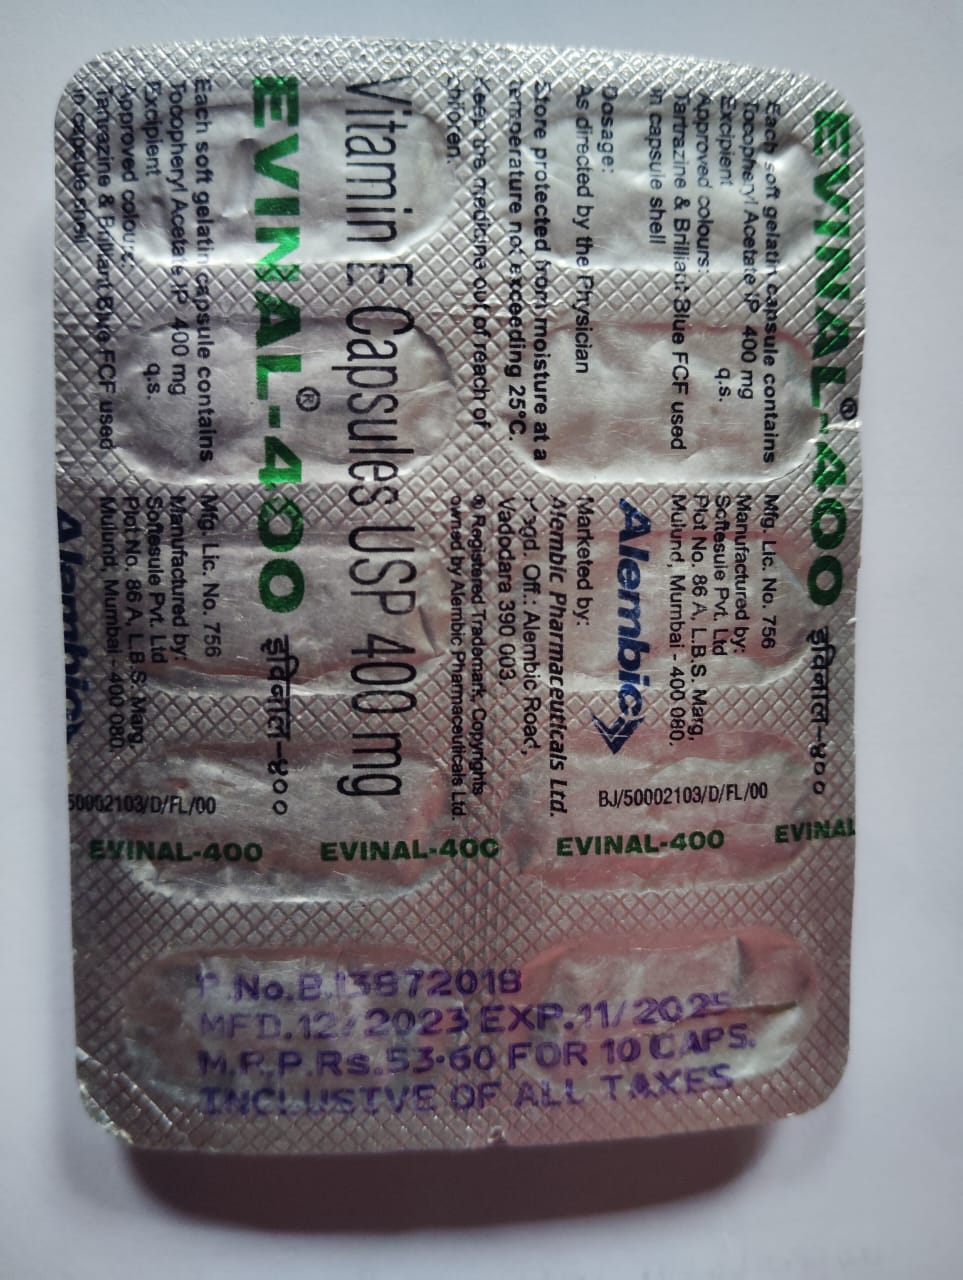 EVINAL-400 इविनाल-४००
Each soft gelatin capsule contains
Tocopheryl Acetate IP 400 mg
Excipient q.s.
Approved colours:
Tartrazine & Brilliant Blue FCF used
in capsule shell
Dosage:
As directed by the Physician
Store protected from moisture at a
temperature not exceeding 25°C.
Keep the medicine out of reach of
children.
Mfg. Lic. No. 756
Manufactured by:
Softesule Pvt. Ltd
Plot No. 86 A, L.B.S. Marg,
Mulund, Mumbai - 400 080.
Alembic
Marketed by:
Alembic Pharmaceuticals Ltd.
Regd. Off.: Alembic Road,
Vadodara 390 003.
® Registered Trademark, Copyrights
owned by Alembic Pharmaceuticals Ltd.
Vitamin E Capsules USP 400 mg
EVINAL-400® इविनाल-४००
Each soft gelatin capsule contains
Tocopheryl Acetate IP 400 mg
Excipient q.s.
Approved colours:
Tartrazine & Brilliant Blue FCF used
in capsule shell
Mfg. Lic. No. 756
Manufactured by:
Softesule Pvt. Ltd
Plot No. 86 A, L.B.S. Marg,
Mulund, Mumbai - 400 080.
Alembic
50002103/D/FL/00
BJ/50002103/D/FL/00
EVINAL-400 EVINAL-400 EVINAL-400 EVINAL
No.B.13872018
MFD.12/2023 EXP.11/2025
M.R.P.Rs.53.60 FOR 10 CAPS.
INCLUSIVE OF ALL TAXES